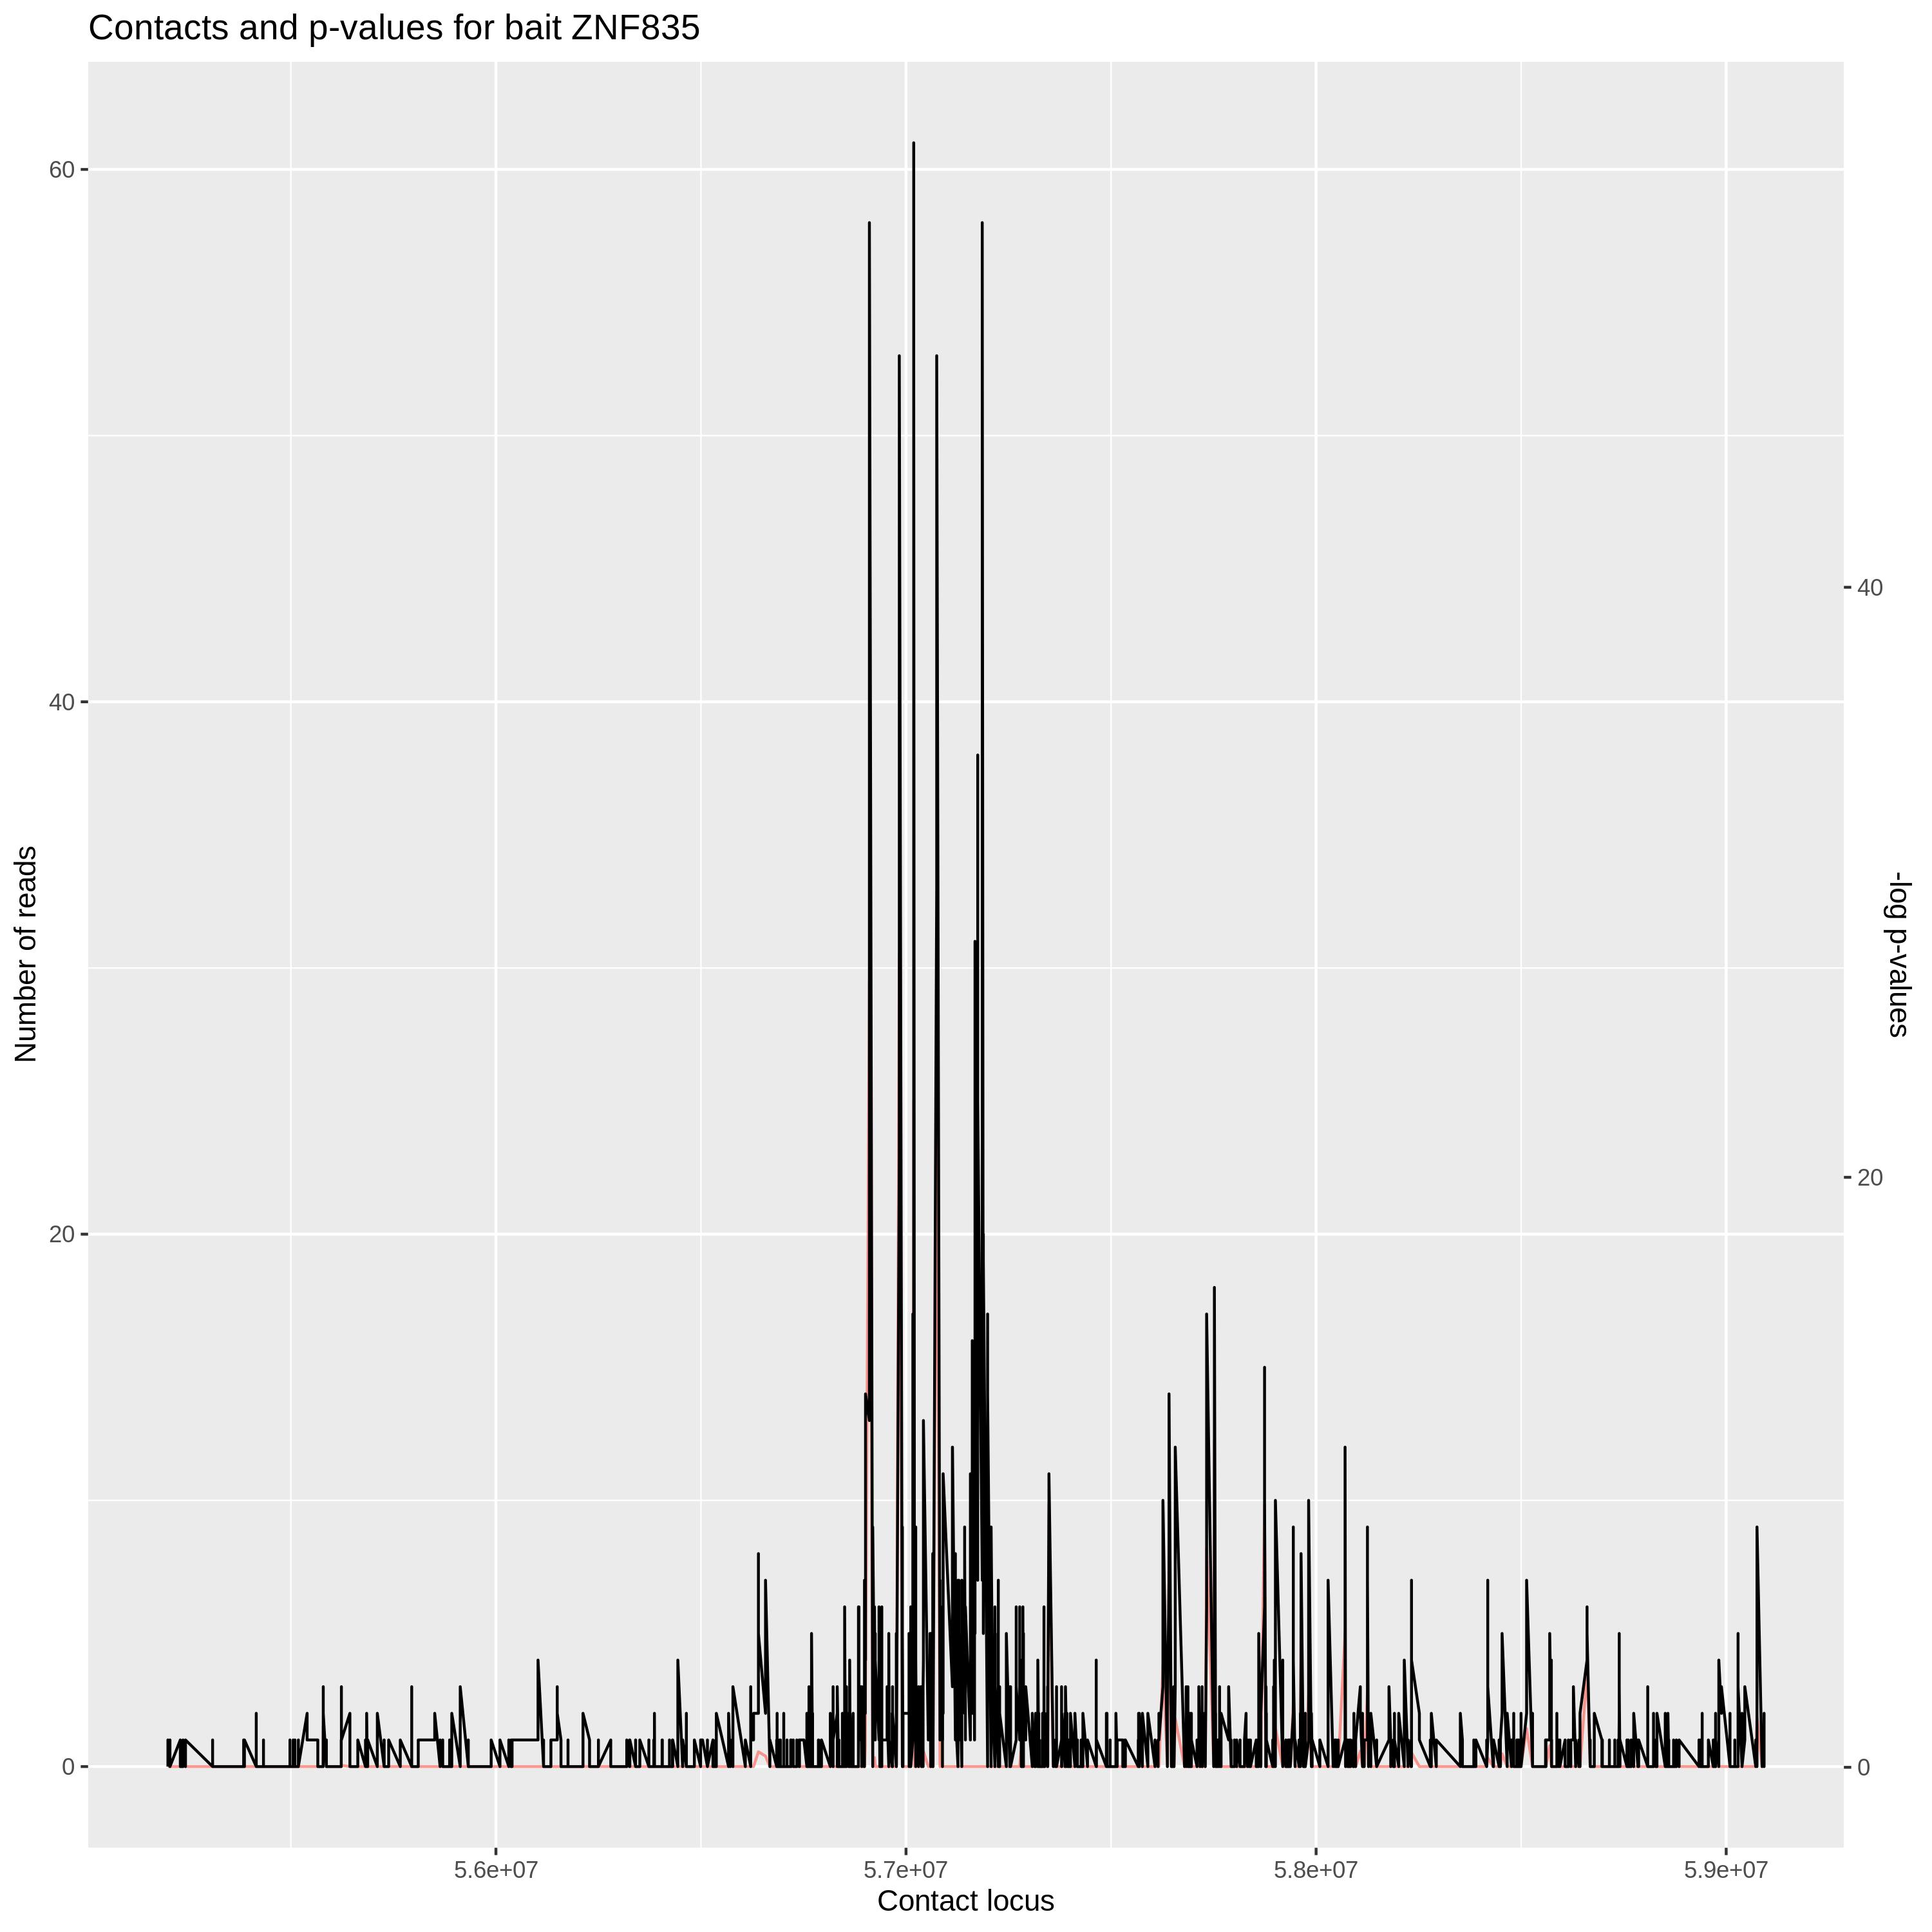 Contacts and p-values for bait ZNF835
60
40
20
0
Number of reads
40
20
0
-log p-values
5.6e+07 5.7e+07 5.8e+07 5.9e+07
Contact locus